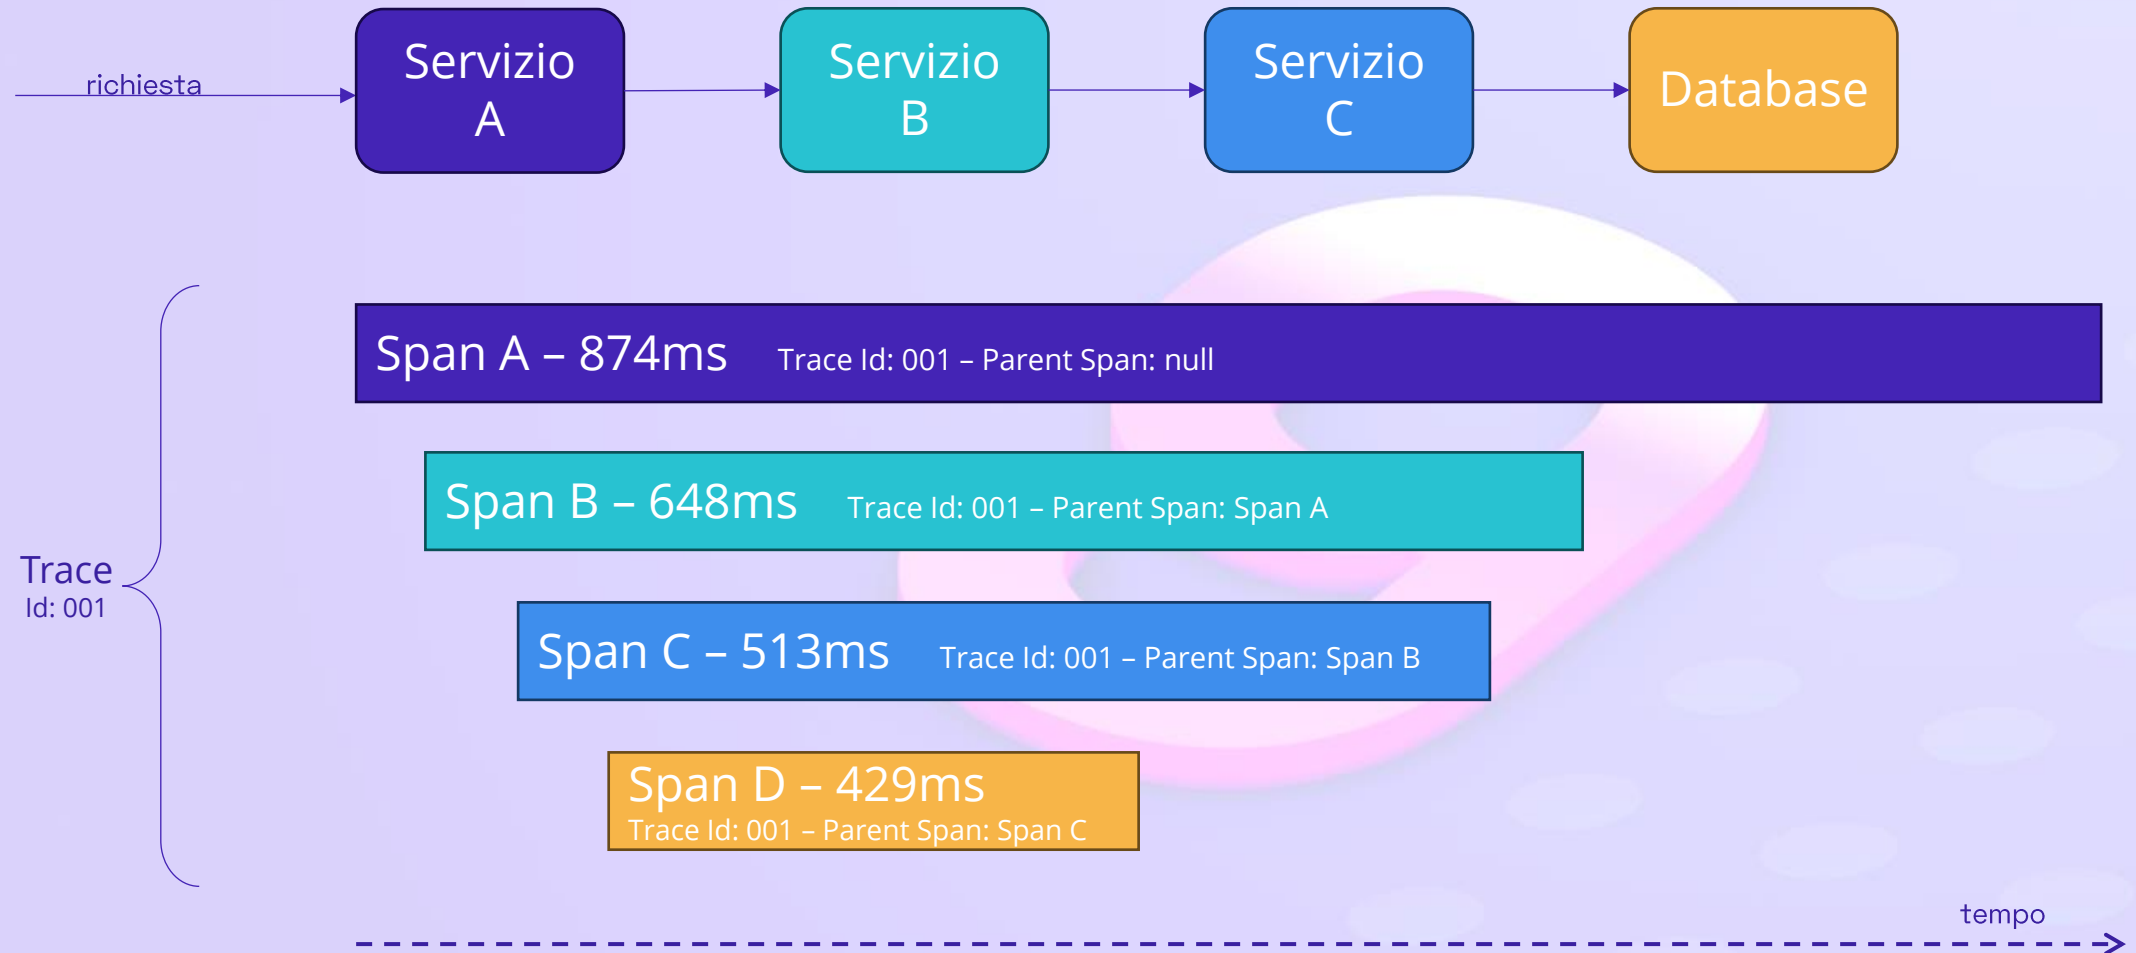 richiesta
Servizio
A
Servizio
B
Servizio
C
Database
Span A – 874ms Trace Id: 001 – Parent Span: null
Span B – 648ms Trace Id: 001 – Parent Span: Span A
Trace
Id: 001
Span C – 513ms Trace Id: 001 – Parent Span: Span B
Span D – 429ms
Trace Id: 001 – Parent Span: Span C
tempo